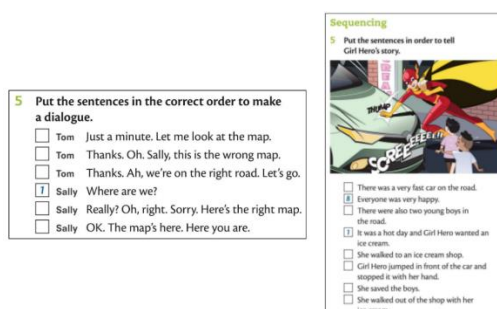 5 Put the sentences in the correct order to make
a dialogue.
Tom Just a minute. Let me look at the map.
Tom Thanks. Oh. Sally, this is the wrong map.
Tom Thanks. Ah, we're on the right road. Let's go.
1 Sally Where are we?
Sally Really? Oh, right. Sorry. Here's the right map.
Sally OK. The map's here. Here you are.
Sequencing
5 Put the sentences in order to tell
Girl Hero's story.
THUMP
SCREEEEEECH
There was a very fast car on the road.
8 Everyone was very happy.
There were also two young boys in
the road.
1 It was a hot day and Girl Hero wanted an
ice cream.
She walked to an ice cream shop.
Girl Hero jumped in front of the car and
stopped it with her hand.
She saved the boys.
She walked out of the shop with her